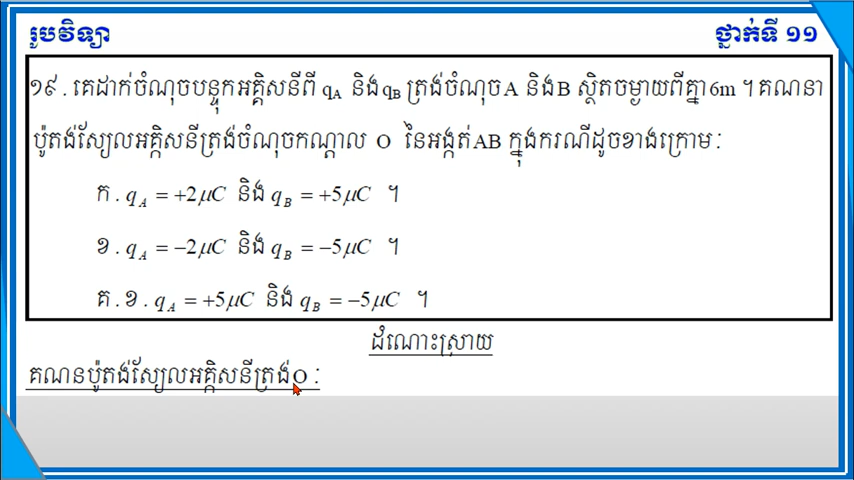 រូបវិទ្យា
ថ្នាក់ទី ១១
១៩. គេដាក់ចំណុចបន្ទុកអគ្គិសនីពី qA និងqB ត្រង់ចំណុចA និងB ស្ថិតចម្ងាយពីគ្នា6m ។ គណនា
ប៉ូតង់ស្យែលអគ្គិសនីត្រង់ចំណុចកណ្ដាល O នៃអង្កត់AB ក្នុងករណីដូចខាងក្រោម:
ក. qA = +2μC និង qB = +5μC ។
ខ. qA = −2μC និង qB = −5μC ។
គ.ខ. qA = +5μC និង qB = −5μC ។
ដំណោះស្រាយ
គណនប៉ូតង់ស្យែលអគ្គិសនីត្រង់O: